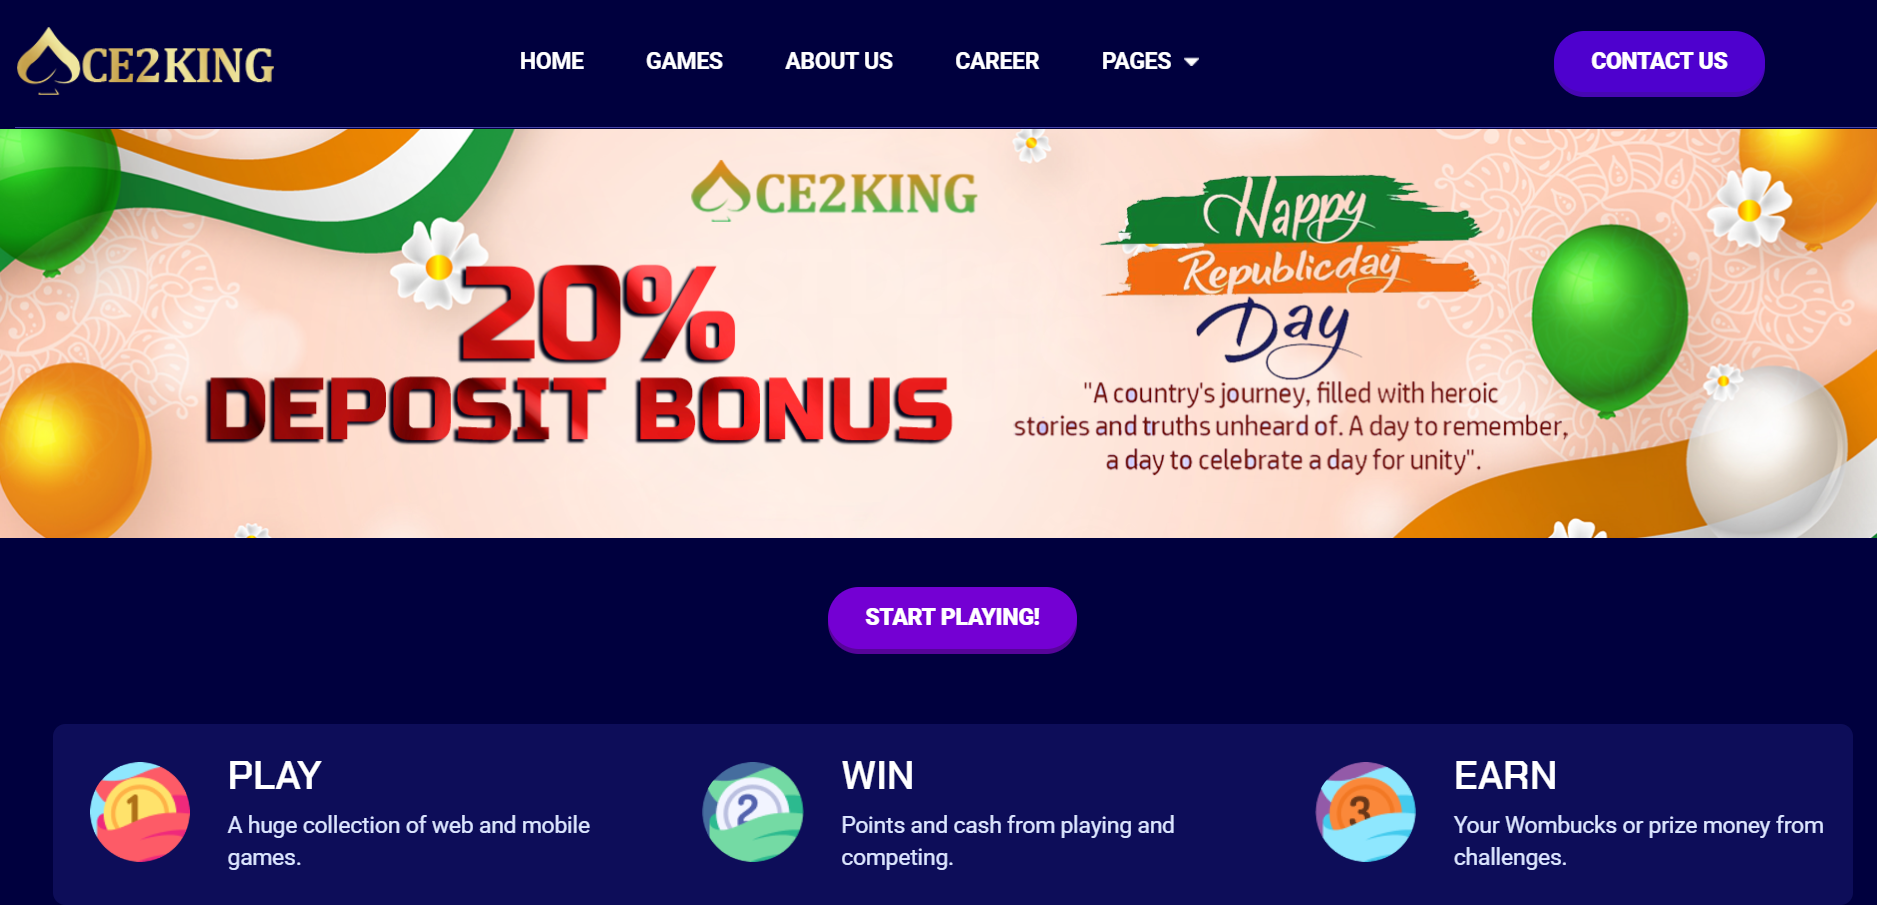 CE2KING
HOME GAMES ABOUT US CAREER PAGES
CONTACT US
CE2KING
20%
DEPOSIT BONUS
Happy
Republicday
Day
"A country's journey, filled with heroic
stories and truths unheard of. A day to remember,
a day to celebrate a day for unity".
START PLAYING!
1
PLAY
A huge collection of web and mobile
games.
2
WIN
Points and cash from playing and
competing.
3
EARN
Your Wombucks or prize money from
challenges.